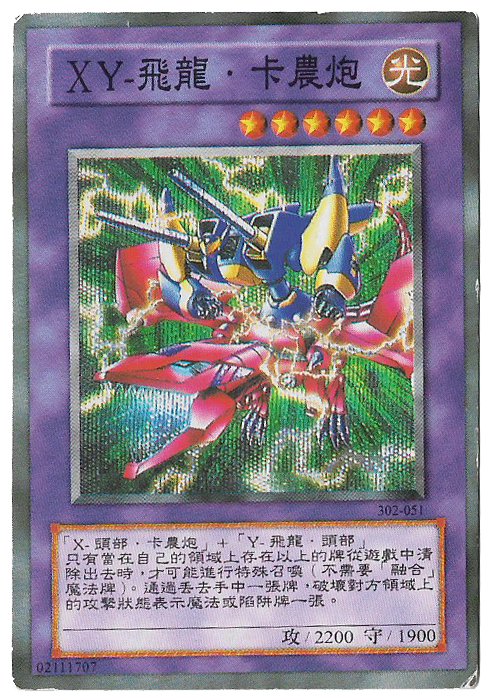 XY-飛龍·卡農炮
光
302-051
「X-頭部·卡農炮」+「Y-飛龍·頭部」
只有當在自己的領域上存在以上的牌從遊戲中清
除出去時，才可能進行特殊召喚（不需要「融合」
魔法牌）。通過丟去手中一張牌，破壞對方領域上
的攻擊狀態表示魔法或陷阱牌一張。
攻/2200 守/1900
02111707